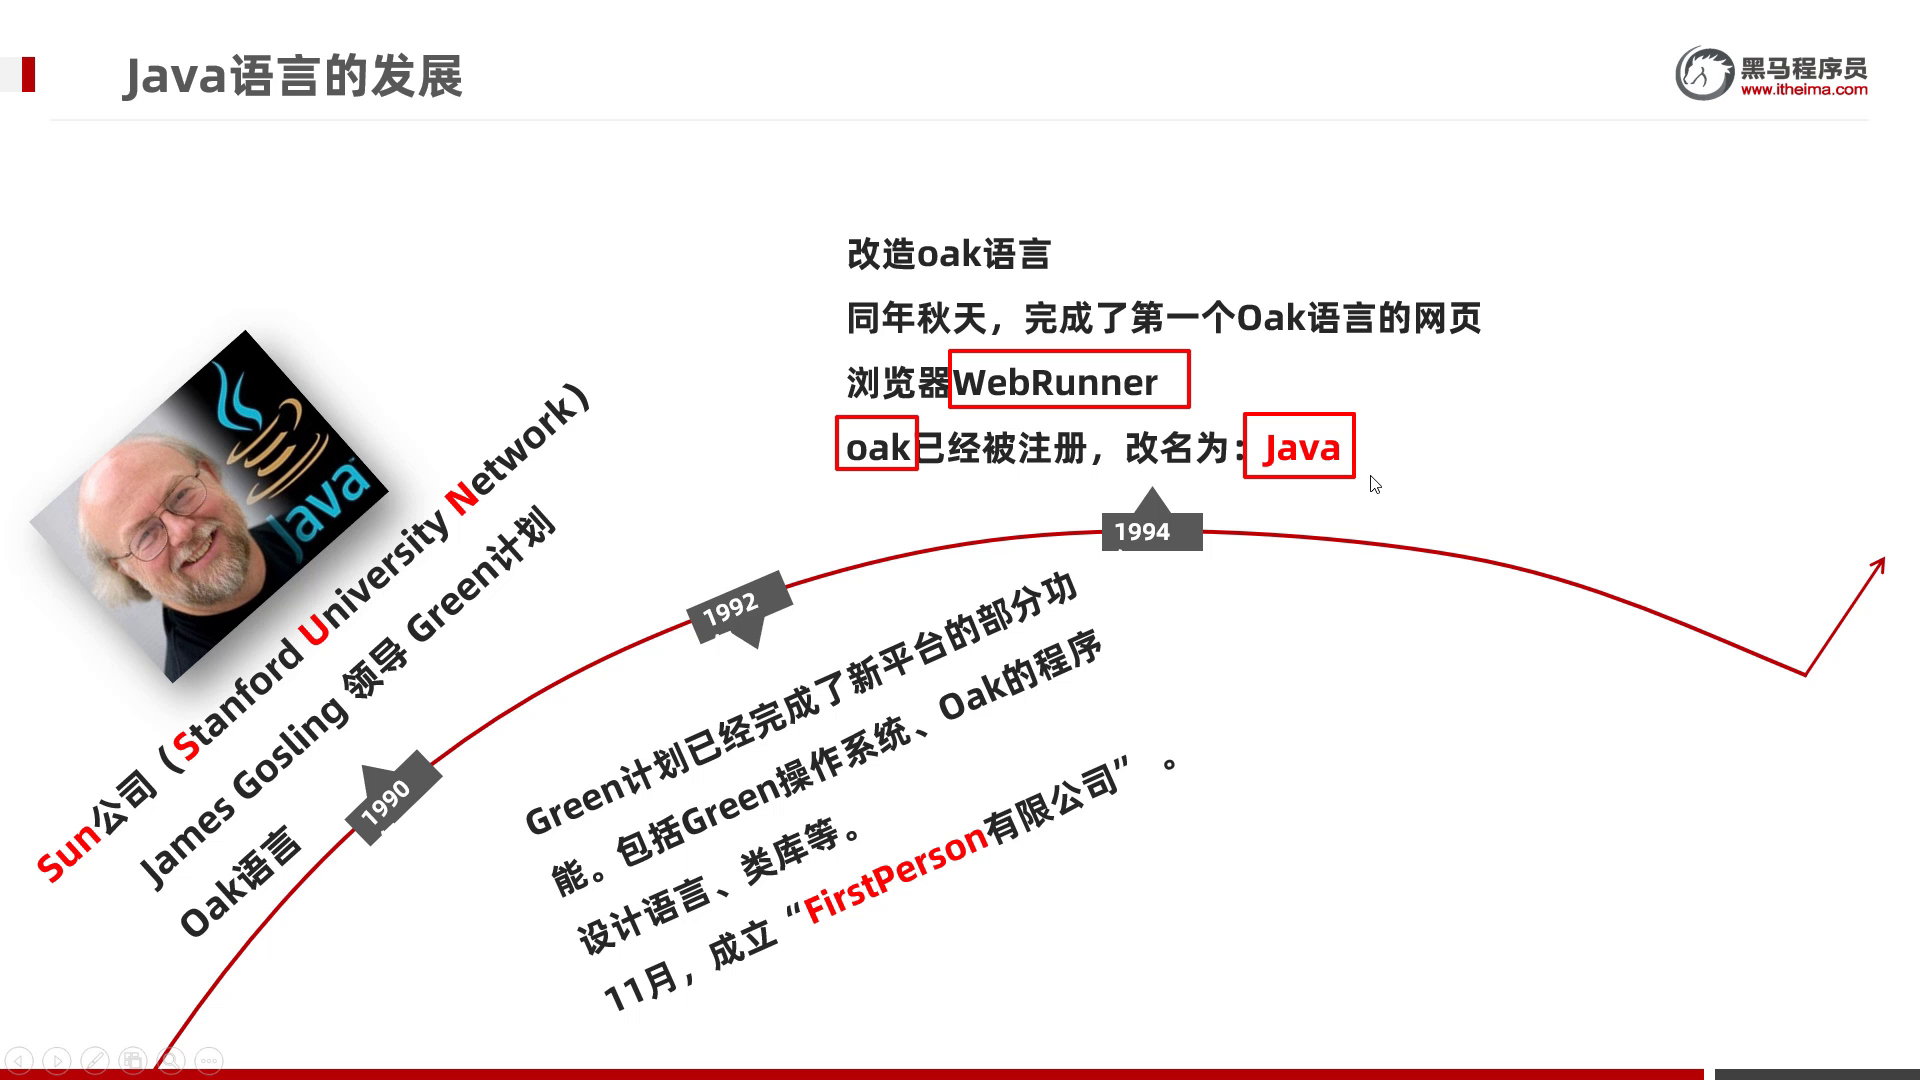 Java语言的发展
黑马程序员
www.itheima.com
改造oak语言
同年秋天，完成了第一个Oak语言的网页
浏览器WebRunner
oak已经被注册，改名为：Java
Java
Sun公司（Stanford University Network）
James Gosling 领导 Green计划
Oak语言
1990
1992
1994
Green计划已经完成了新平台的部分功
能。包括Green操作系统、Oak的程序
设计语言、类库等。
11月，成立“FirstPerson有限公司” 。